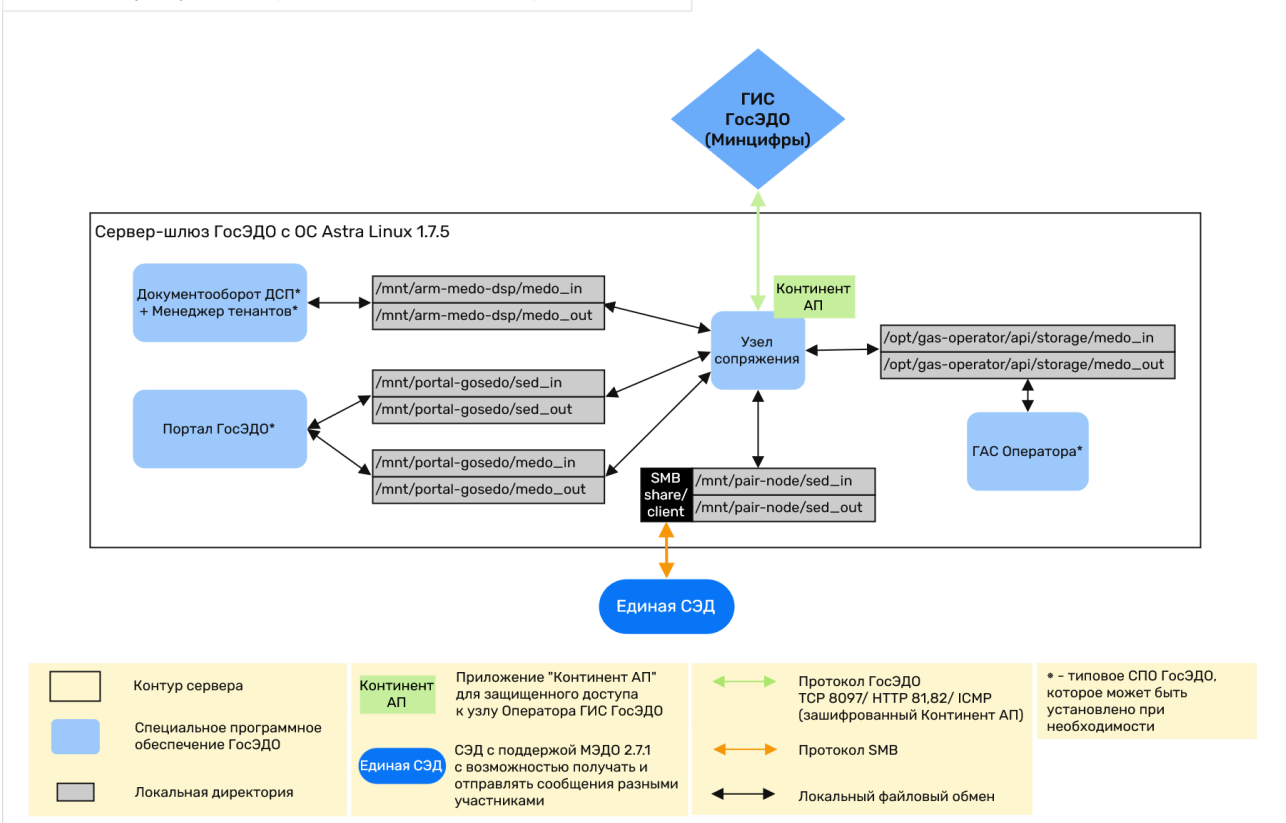 ГИС
ГосЭДО
(Минцифры)
Сервер-шлюз ГосЭДО с ОС Astra Linux 1.7.5
Документооборот ДСП*
+ Менеджер тенантов*
/mnt/arm-medo-dsp/medo_in
/mnt/arm-medo-dsp/medo_out
Континент
АП
Узел
сопряжения
/opt/gas-operator/api/storage/medo_in
/opt/gas-operator/api/storage/medo_out
Портал ГосЭДО*
/mnt/portal-gosedo/sed_in
/mnt/portal-gosedo/sed_out
/mnt/portal-gosedo/medo_in
/mnt/portal-gosedo/medo_out
ГАС Оператора*
SMB
share/
client
/mnt/pair-node/sed_in
/mnt/pair-node/sed_out
Единая СЭД
Контур сервера
Специальное программное
обеспечение ГосЭДО
Локальная директория
Континент
АП
Приложение "Континент АП"
для защищенного доступа
к узлу Оператора ГИС ГосЭДО
Единая СЭД
СЭД с поддержой МЭДО 2.7.1
с возможностью получать и
отправлять сообщения разными
участниками
Протокол ГосЭДО
TCP 8097/ HTTP 81,82/ ICMP
(зашифрованный Континент АП)
Протокол SMB
Локальный файловый обмен
* - типовое СПО ГосЭДО,
которое может быть
установлено при
необходимости